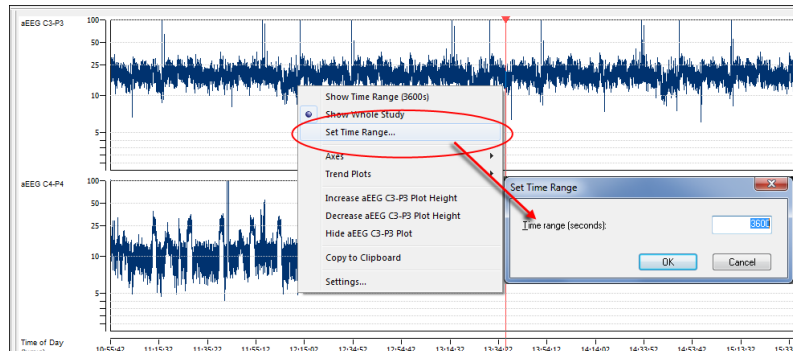 aEEG C3-P3
100
50
25
10
5
Show Time Range (3600s)
Show Whole Study
Set Time Range...
Axes
Trend Plots
Increase aEEG C3-P3 Plot Height
Decrease aEEG C3-P3 Plot Height
Hide aEEG C3-P3 Plot
Copy to Clipboard
Settings...
Set Time Range
Time range (seconds):
3600
OK
Cancel
aEEG C4-P4
100
50
25
10
5
Time of Day
10:55:42 11:15:32 11:35:22 11:55:12 12:15:02 12:34:52 12:54:42 13:14:32 13:34:22 13:54:12 14:14:02 14:33:52 14:53:42 15:13:32 15:33